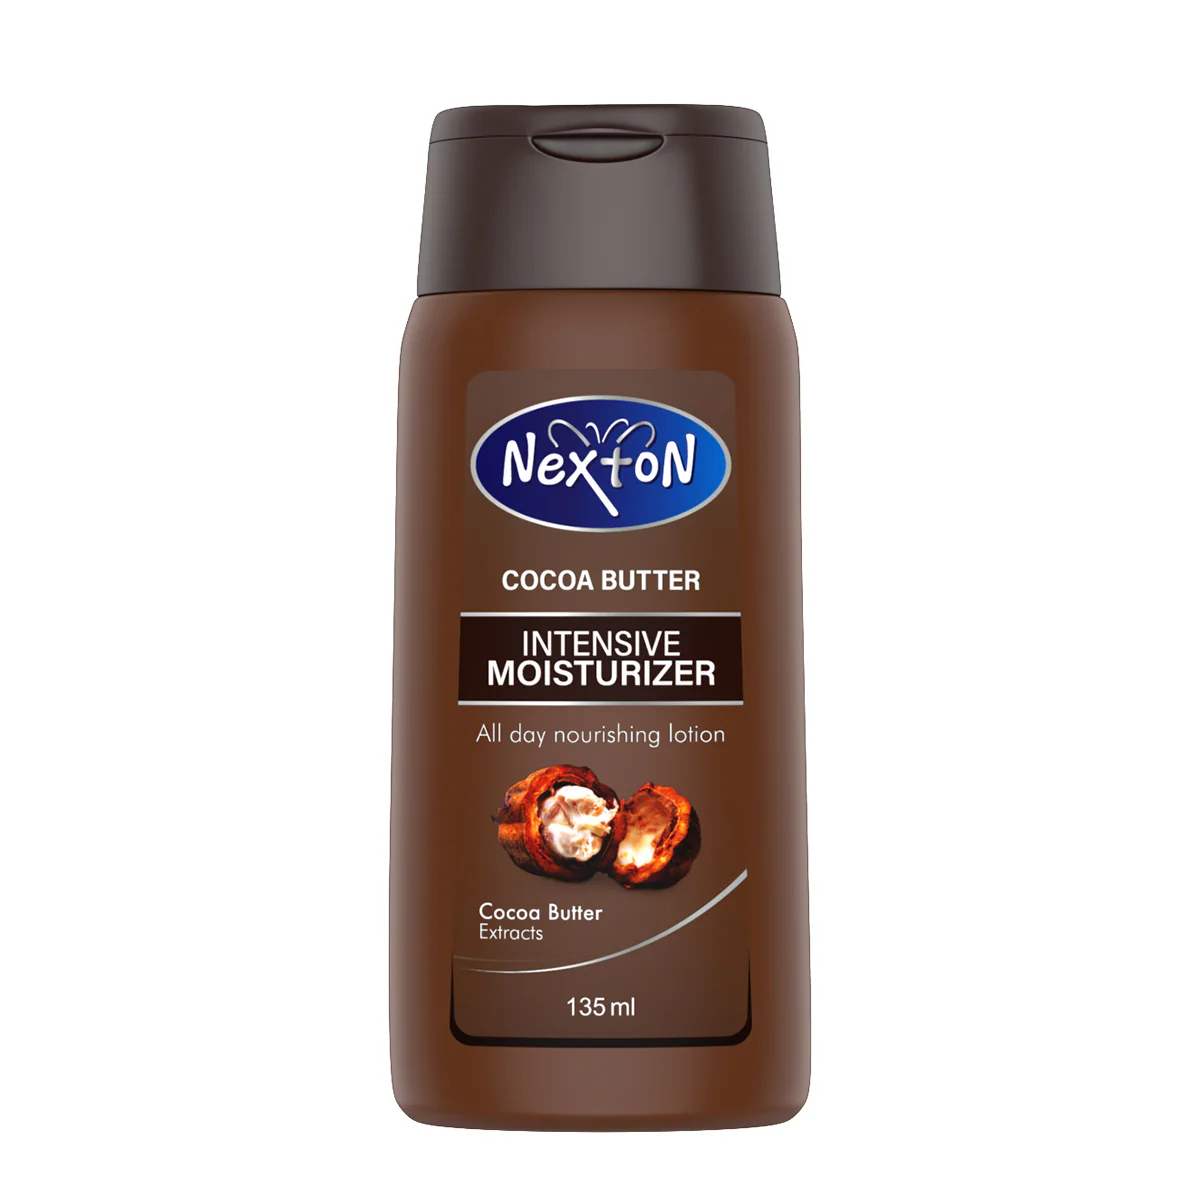 Nexton
COCOA BUTTER
INTENSIVE
MOISTURIZER
All day nourishing lotion
Cocoa Butter
Extracts
135 ml